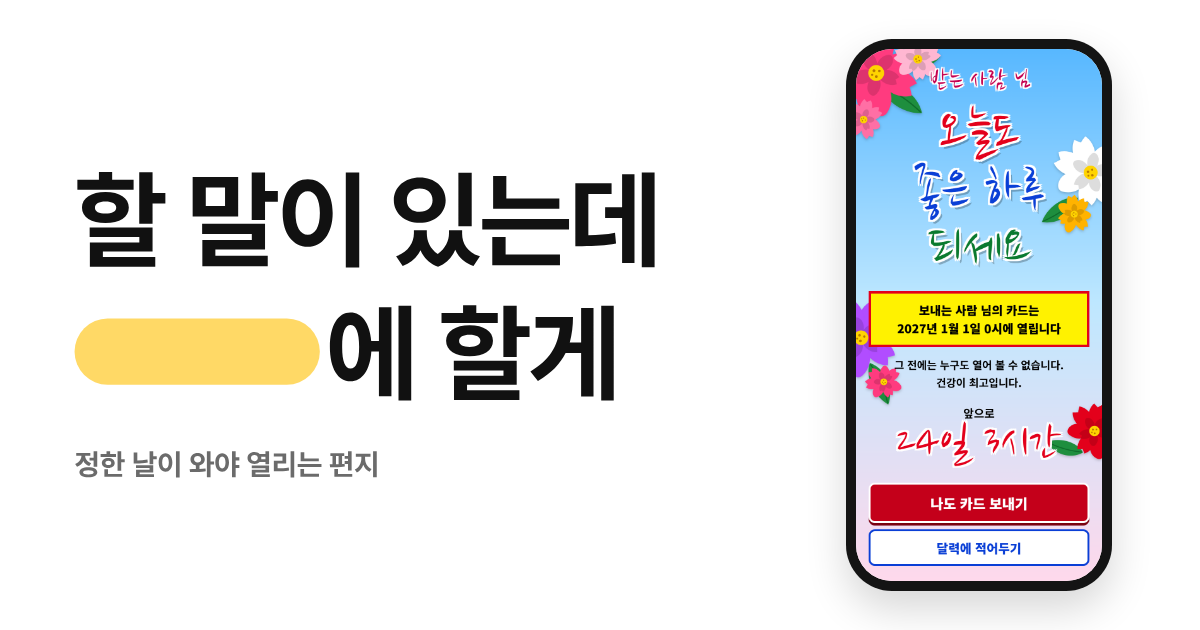 할 말이 있는데
에 할게
정한 날이 와야 열리는 편지
받는 사람 님
오늘도
좋은 하루
되세요
보내는 사람 님의 카드는
2027년 1월 1일 0시에 열립니다
그 전에는 누구도 열어 볼 수 없습니다.
건강이 최고입니다.
앞으로
24일 3시간
나도 카드 보내기
달력에 적어두기